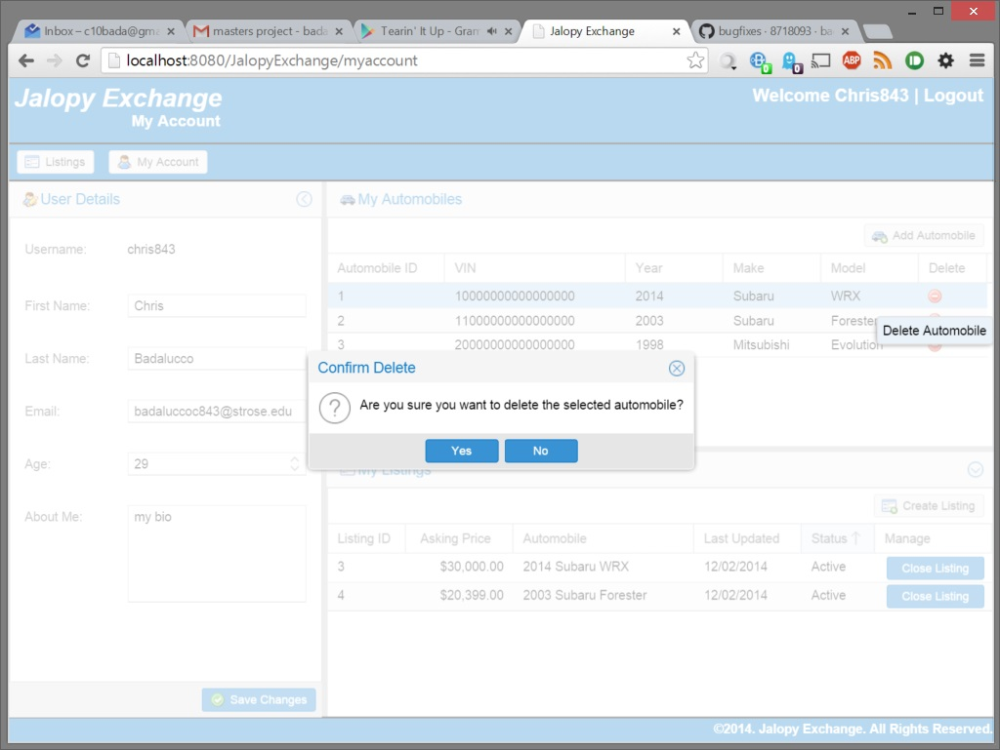 Inbox – c10bada@gma
masters project - bada
Tearin' It Up - Gran
Jalopy Exchange
bugfixes · 8718093 · ba
localhost:8080/JalopyExchange/myaccount
B 0
0
ABP
Jalopy Exchange
Welcome Chris843 | Logout
My Account
Listings
My Account
User Details
My Automobiles
Add Automobile
Username: chris843
First Name: Chris
Last Name: Badalucco
Email: badaluccoc843@strose.edu
Age: 29
About Me: my bio
Save Changes
Automobile ID VIN Year Make Model Delete
1 10000000000000000 2014 Subaru WRX
2 11000000000000000 2003 Subaru Forester
3 20000000000000000 1998 Mitsubishi Evolution
Delete Automobile
Confirm Delete
? Are you sure you want to delete the selected automobile?
Yes No
My Listings
Create Listing
Listing ID Asking Price Automobile Last Updated Status Manage
3 $30,000.00 2014 Subaru WRX 12/02/2014 Active Close Listing
4 $20,399.00 2003 Subaru Forester 12/02/2014 Active Close Listing
©2014. Jalopy Exchange. All Rights Reserved.